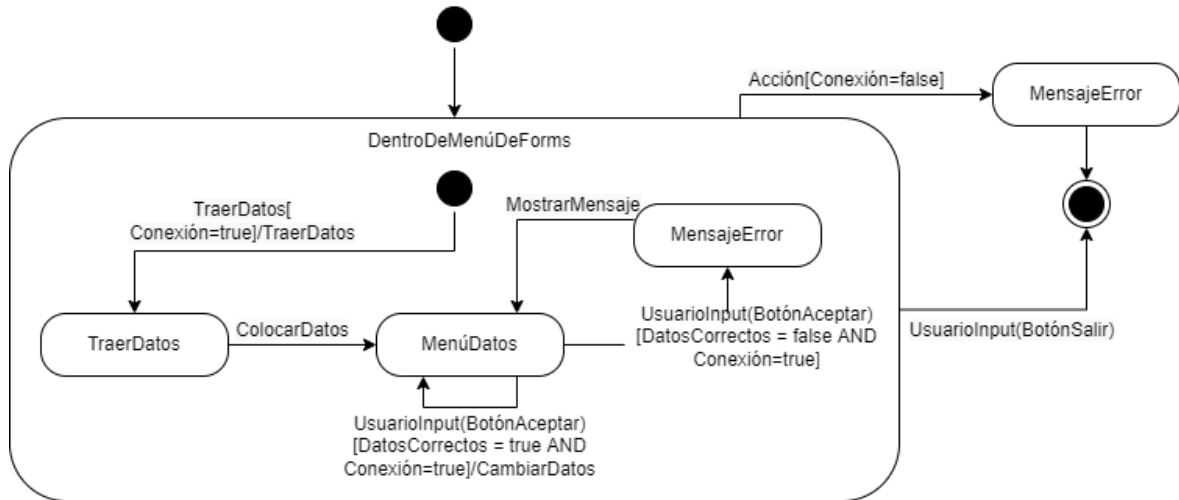 Acción[Conexión=false]
MensajeError
DentroDeMenúDeForms
TraerDatos[
Conexión=true]/TraerDatos
MostrarMensaje
MensajeError
TraerDatos
ColocarDatos
MenúDatos
UsuarioInput(BotónAceptar)
[DatosCorrectos = false AND
Conexión=true]
UsuarioInput(BotónSalir)
UsuarioInput(BotónAceptar)
[DatosCorrectos = true AND
Conexión=true]/CambiarDatos